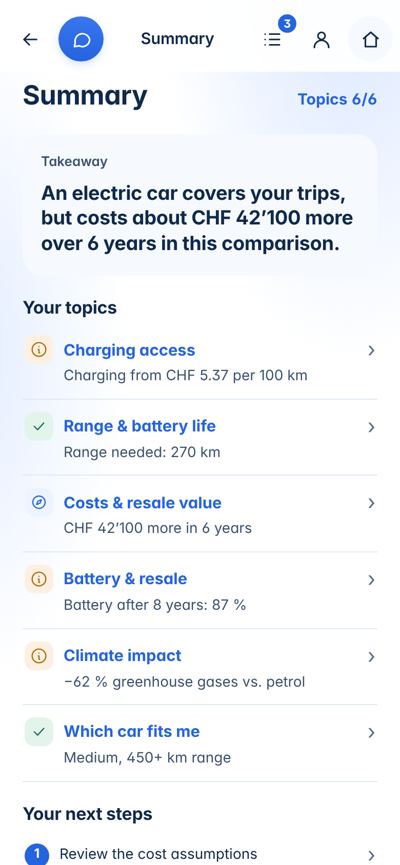 3
Summary
Summary
Topics 6/6
Takeaway
An electric car covers your trips,
but costs about CHF 42’100 more
over 6 years in this comparison.
Your topics
Charging access
Charging from CHF 5.37 per 100 km
Range & battery life
Range needed: 270 km
Costs & resale value
CHF 42’100 more in 6 years
Battery & resale
Battery after 8 years: 87 %
Climate impact
−62 % greenhouse gases vs. petrol
Which car fits me
Medium, 450+ km range
Your next steps
1
Review the cost assumptions